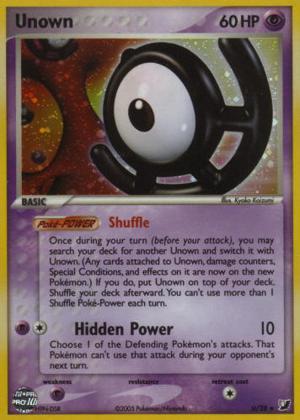 Unown
60 HP
BASIC
Illus. Kyoko Koizumi
Poké-POWER Shuffle
Once during your turn (before your attack), you may
search your deck for another Unown and switch it with
Unown. (Any cards attached to Unown, damage counters,
Special Conditions, and effects on it are now on the new
Pokémon.) If you do, put Unown on top of your deck.
Shuffle your deck afterward. You can't use more than 1
Shuffle Poké-Power each turn.
Hidden Power 10
Choose 1 of the Defending Pokémon's attacks. That
Pokémon can't use that attack during your opponent's
next turn.
weakness resistance retreat cost
©2005 Pokémon/Nintendo